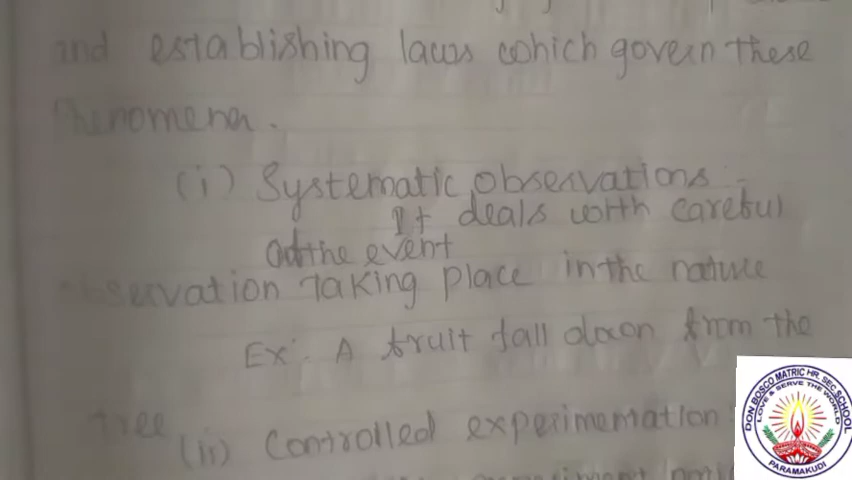 and establishing laws which govern these
Phenomena.
(i) Systematic observations -
It deals with careful
of the event
observation Taking place in the nature
Ex: A fruit fall down from the
tree
(ii) Controlled experimentation
DON BOSCO MATRIC HR. SEC. SCHOOL
LOVE & SERVE THE WORLD
PARAMAKUDI